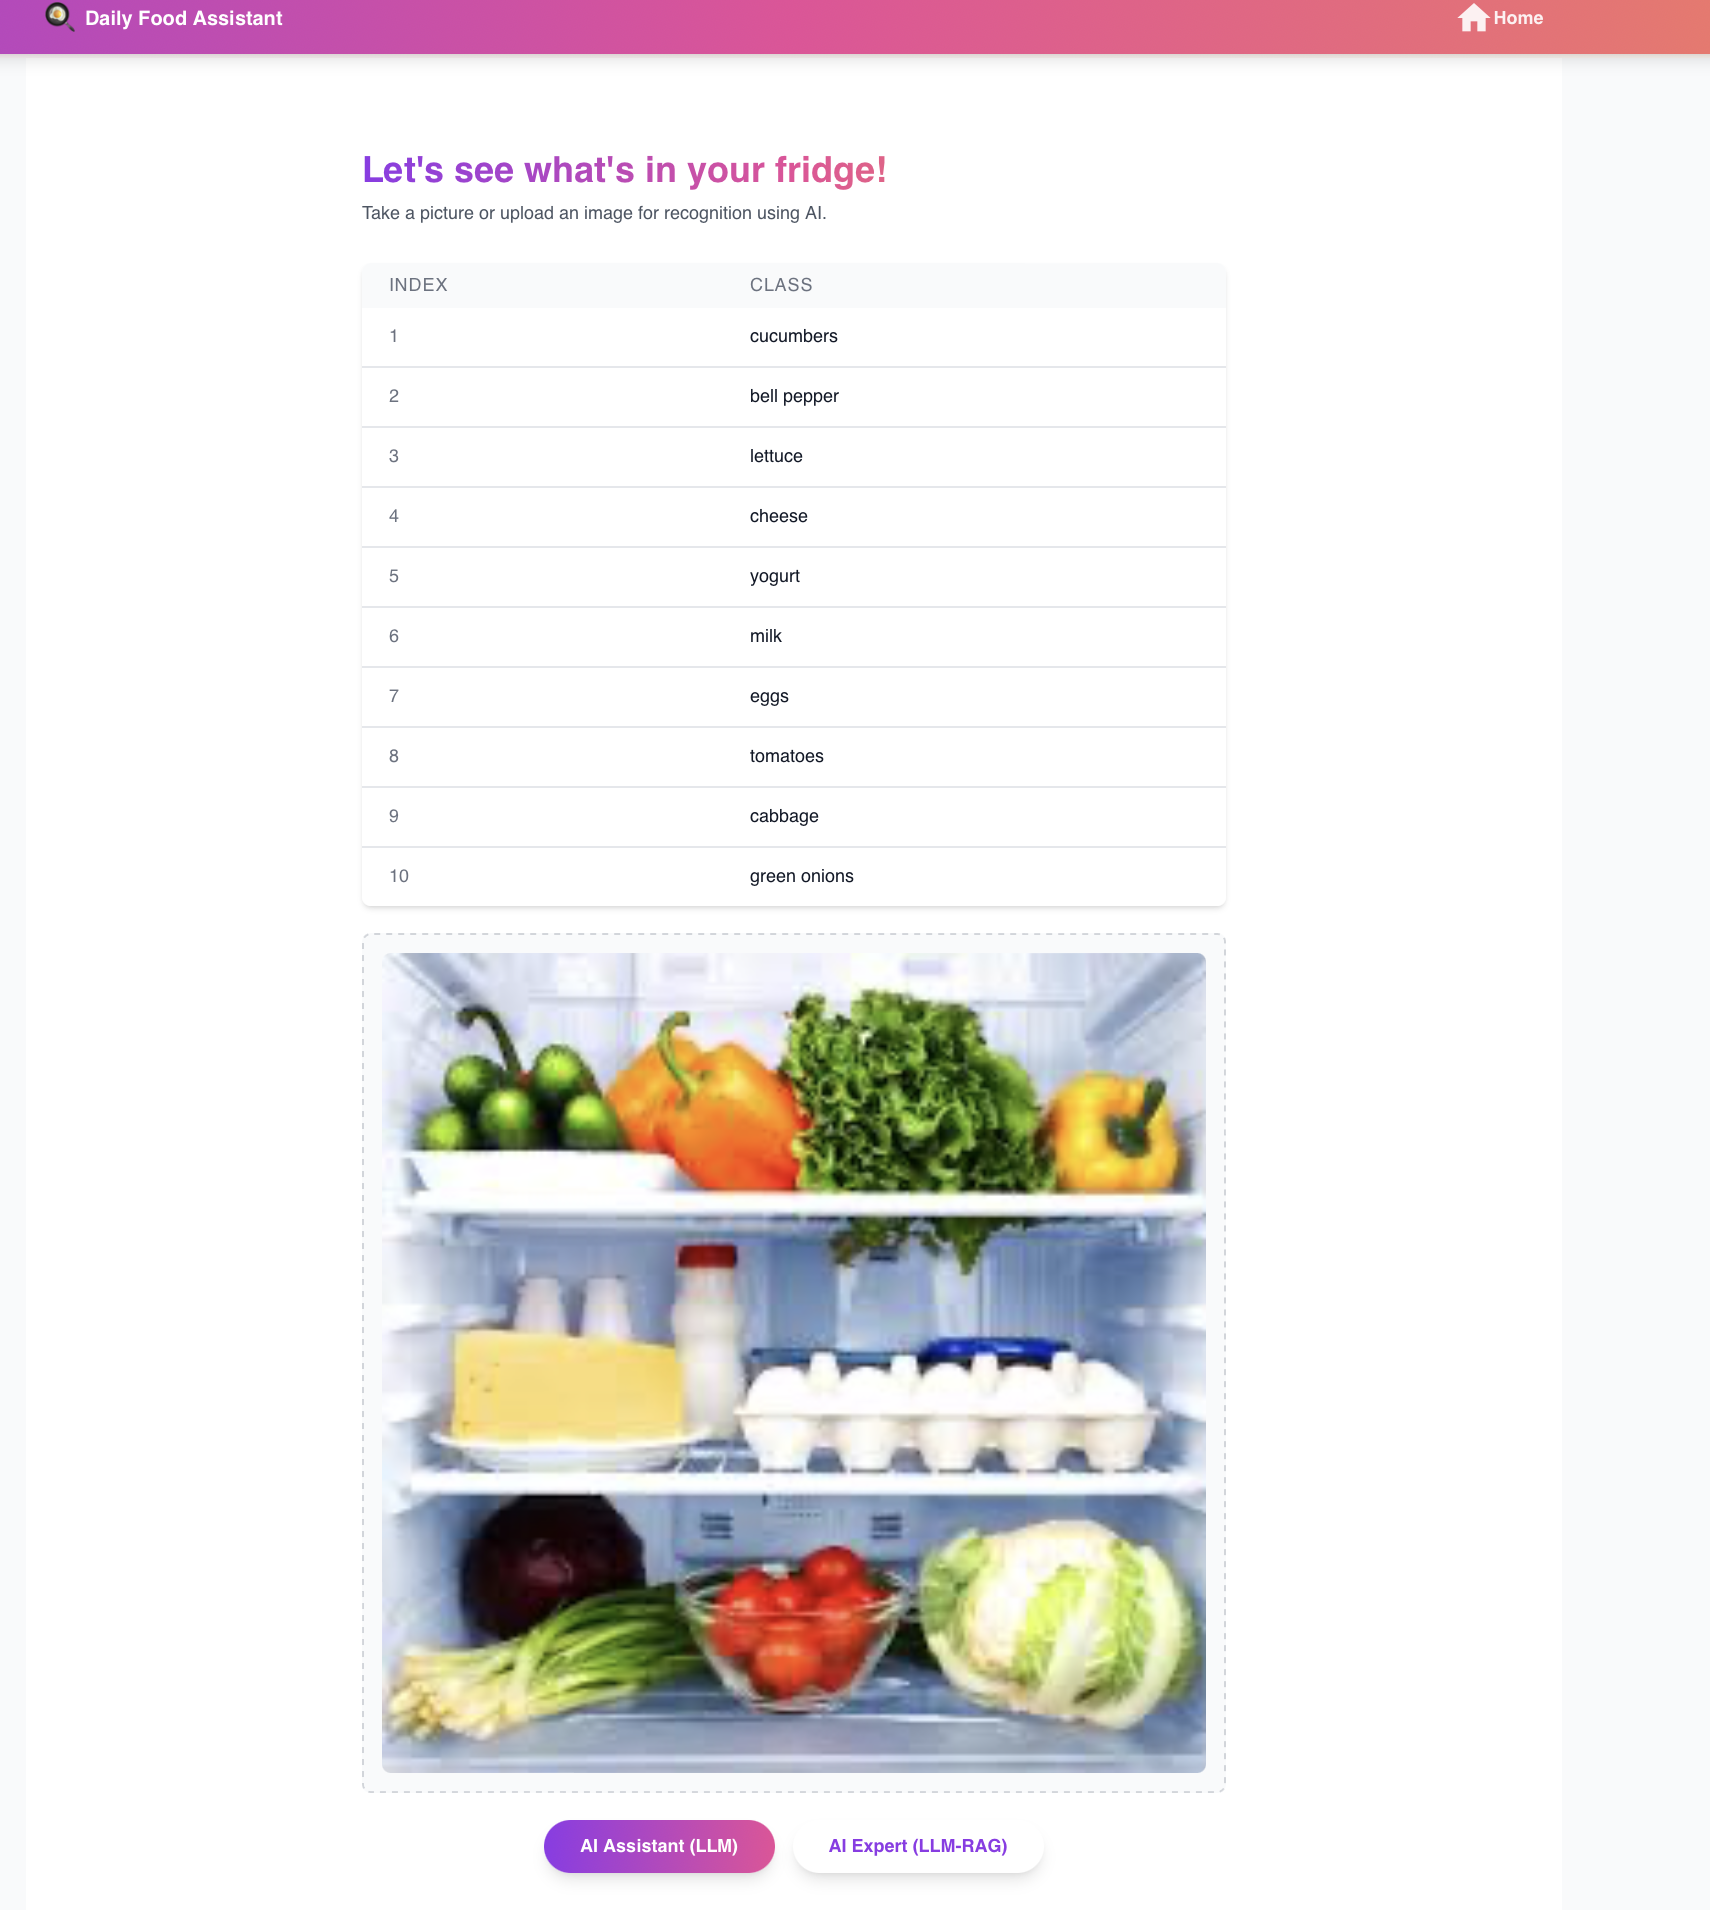 Daily Food Assistant
Home
Let's see what's in your fridge!
Take a picture or upload an image for recognition using AI.
INDEX CLASS
1 cucumbers
2 bell pepper
3 lettuce
4 cheese
5 yogurt
6 milk
7 eggs
8 tomatoes
9 cabbage
10 green onions
AI Assistant (LLM) AI Expert (LLM-RAG)